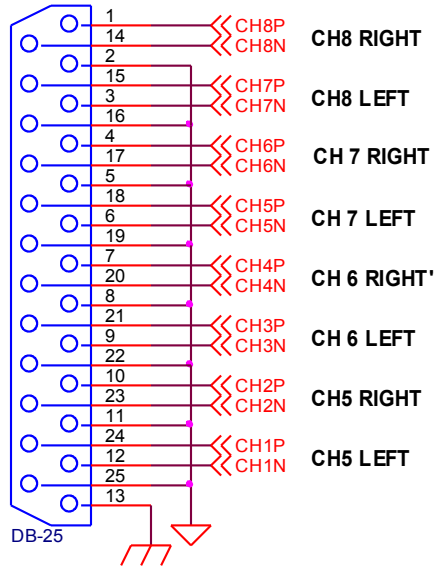 1 CH8P
14 CH8N CH8 RIGHT
2
15 CH7P
3 CH7N CH8 LEFT
16
4 CH6P
17 CH6N CH 7 RIGHT
5
18 CH5P
6 CH5N CH 7 LEFT
19
7 CH4P
20 CH4N CH 6 RIGHT'
8
21 CH3P
9 CH3N CH 6 LEFT
22
10 CH2P
23 CH2N CH5 RIGHT
11
24 CH1P
12 CH1N CH5 LEFT
25
13
DB-25